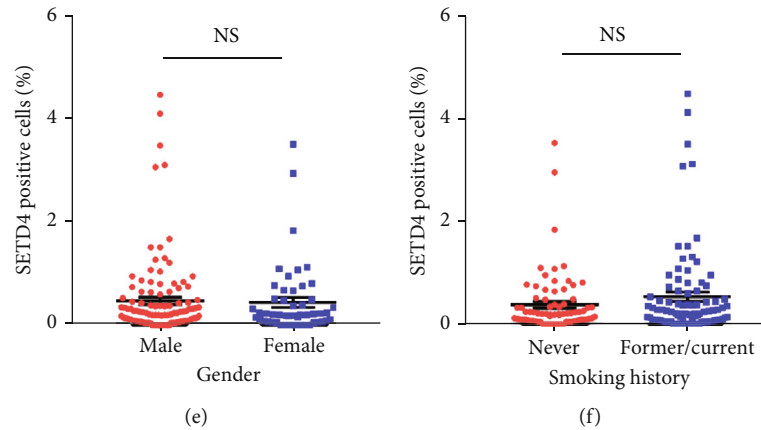 6
NS
4
2
0
SETD4 positive cells (%)
Male
Female
Gender
(e)
6
NS
4
2
0
SETD4 positive cells (%)
Never
Former/current
Smoking history
(f)